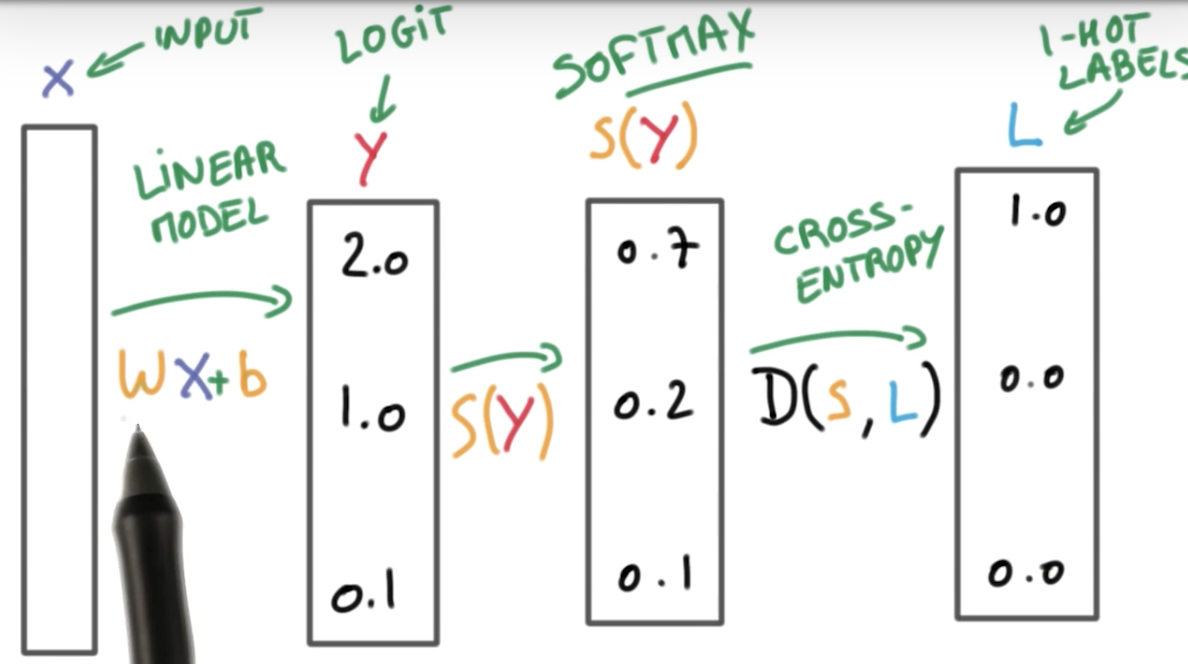 INPUT
X
LOGIT
Y
SOFTMAX
S(Y)
1-HOT
LABELS
L
LINEAR
MODEL
WX+b
2.0
1.0
0.1
S(Y)
0.7
0.2
0.1
CROSS-
ENTROPY
D(S,L)
1.0
0.0
0.0